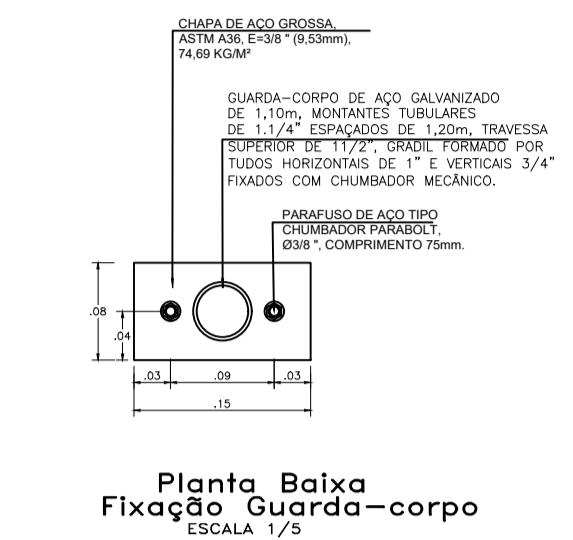 CHAPA DE AÇO GROSSA,
ASTM A36, E=3/8 " (9,53mm),
74,69 KG/M²
GUARDA-CORPO DE AÇO GALVANIZADO
DE 1,10m, MONTANTES TUBULARES
DE 1.1/4" ESPAÇADOS DE 1,20m, TRAVESSA
SUPERIOR DE 11/2", GRADIL FORMADO POR
TUDOS HORIZONTAIS DE 1" E VERTICAIS 3/4"
FIXADOS COM CHUMBADOR MECÂNICO.
PARAFUSO DE AÇO TIPO
CHUMBADOR PARABOLT,
Ø3/8 ", COMPRIMENTO 75mm.
.08
.04
.03
.09
.03
.15
Planta Baixa
Fixação Guarda-corpo
ESCALA 1/5